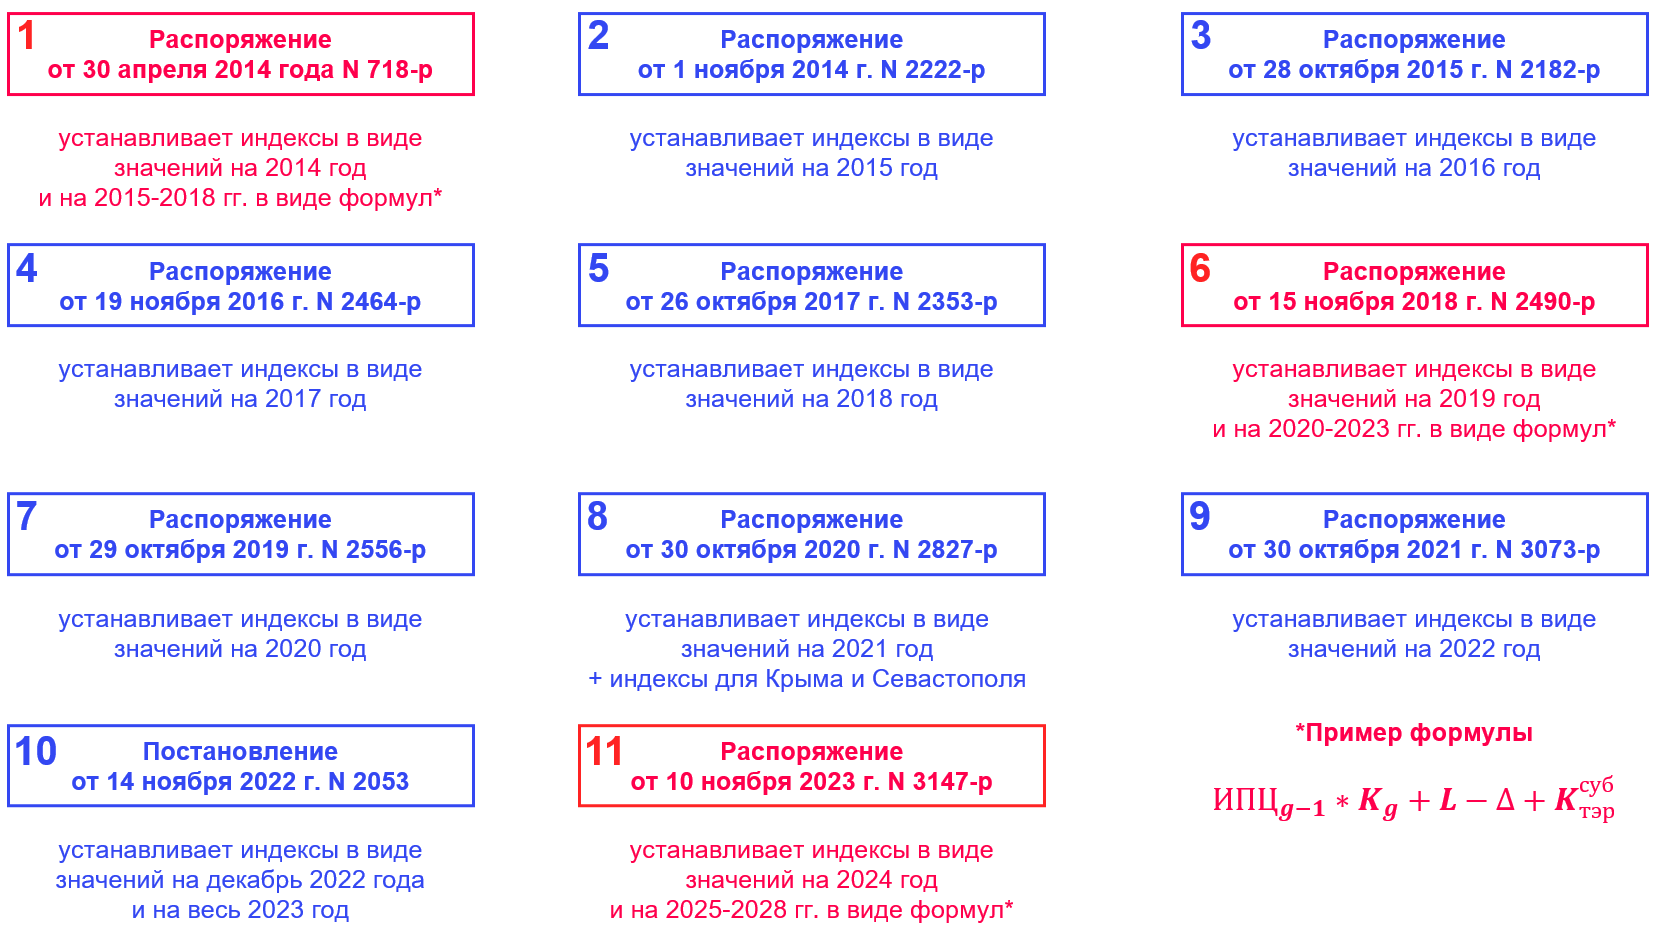 1
Распоряжение
от 30 апреля 2014 года N 718-р
устанавливает индексы в виде
значений на 2014 год
и на 2015-2018 гг. в виде формул*
2
Распоряжение
от 1 ноября 2014 г. N 2222-р
устанавливает индексы в виде
значений на 2015 год
3
Распоряжение
от 28 октября 2015 г. N 2182-р
устанавливает индексы в виде
значений на 2016 год
4
Распоряжение
от 19 ноября 2016 г. N 2464-р
устанавливает индексы в виде
значений на 2017 год
5
Распоряжение
от 26 октября 2017 г. N 2353-р
устанавливает индексы в виде
значений на 2018 год
6
Распоряжение
от 15 ноября 2018 г. N 2490-р
устанавливает индексы в виде
значений на 2019 год
и на 2020-2023 гг. в виде формул*
7
Распоряжение
от 29 октября 2019 г. N 2556-р
устанавливает индексы в виде
значений на 2020 год
8
Распоряжение
от 30 октября 2020 г. N 2827-р
устанавливает индексы в виде
значений на 2021 год
+ индексы для Крыма и Севастополя
9
Распоряжение
от 30 октября 2021 г. N 3073-р
устанавливает индексы в виде
значений на 2022 год
10
Постановление
от 14 ноября 2022 г. N 2053
устанавливает индексы в виде
значений на декабрь 2022 года
и на весь 2023 год
11
Распоряжение
от 10 ноября 2023 г. N 3147-р
устанавливает индексы в виде
значений на 2024 год
и на 2025-2028 гг. в виде формул*
*Пример формулы
ИПЦ_{g−1} * K_g + L − Δ + K_{тэр}^{суб}